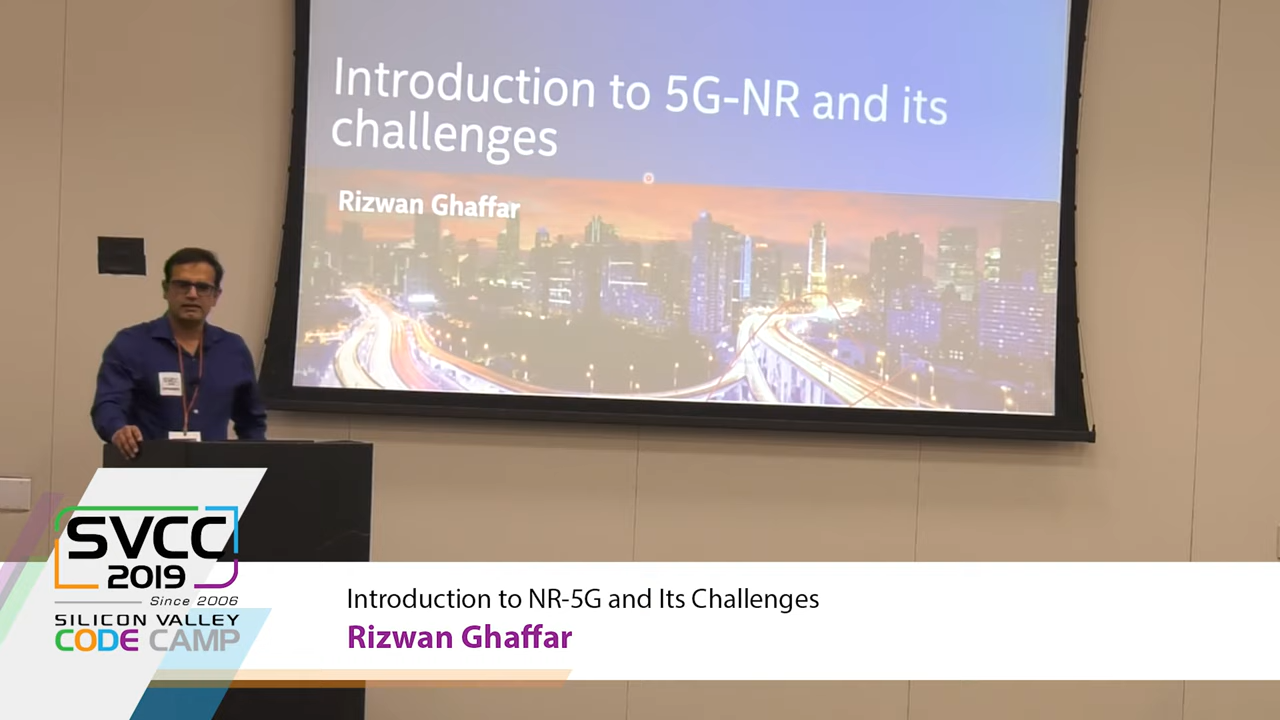 Introduction to 5G-NR and its
challenges
Rizwan Ghaffar
SVCC
2019
Since 2006
SILICON VALLEY
CODE CAMP
Introduction to NR-5G and Its Challenges
Rizwan Ghaffar